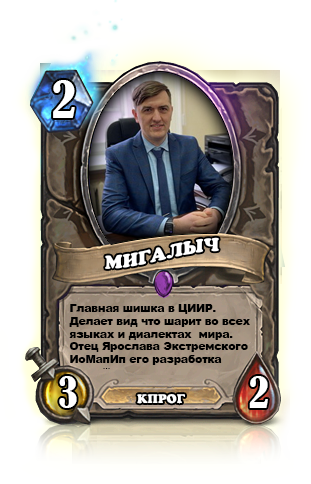 2
МИГАЛЫЧ
Главная шишка в ЦИИР.
Делает вид что шарит во всех
языках и диалектах мира.
Отец Ярослава Экстремского
ИоМапИп его разработка
3
КПРОГ
2